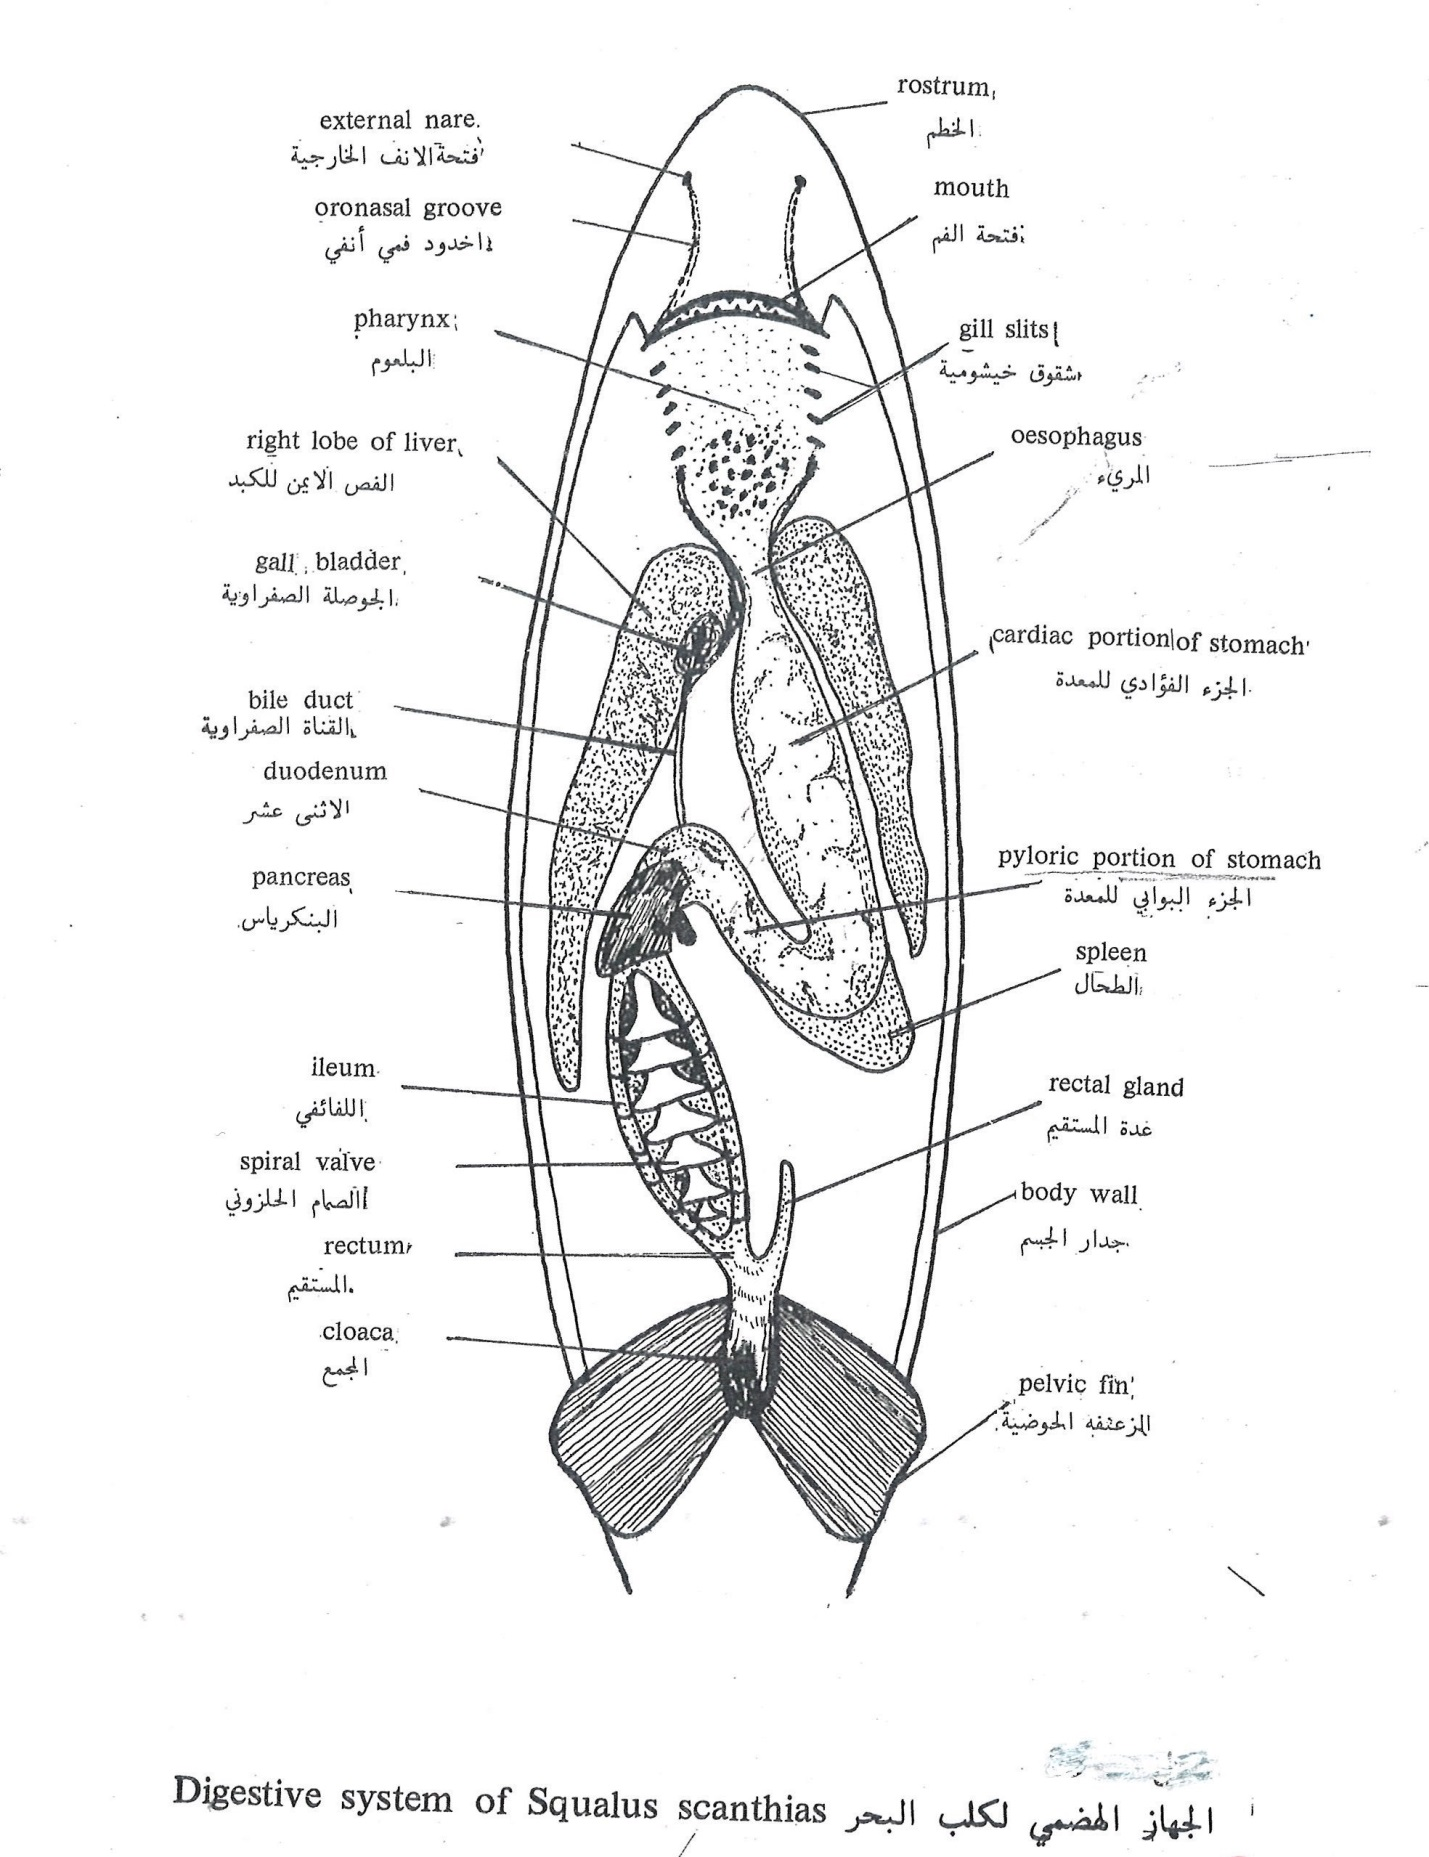 rostrum
الخطم
external nare
فتحة الانف الخارجية
mouth
فتحة الفم
oronasal groove
اخدود فمي أنفي
pharynx
البلعوم
gill slits
شقوق خيشومية
right lobe of liver
الفص الايمن للكبد
oesophagus
المريء
gall bladder
الحوصلة الصفراوية
cardiac portion of stomach
الجزء الفؤادي للمعدة
bile duct
القناة الصفراوية
duodenum
الاثنى عشر
pyloric portion of stomach
الجزء البوابي للمعدة
pancreas
البنكرياس
spleen
الطحال
ileum
اللفائفي
rectal gland
غدة المستقيم
spiral valve
الصمام الحلزوني
body wall
جدار الجسم
rectum
المستقيم
cloaca
المجمع
pelvic fin
الزعنفه الحوضية
Digestive system of Squalus scanthias الجهاز الهضمي لكلب البحر